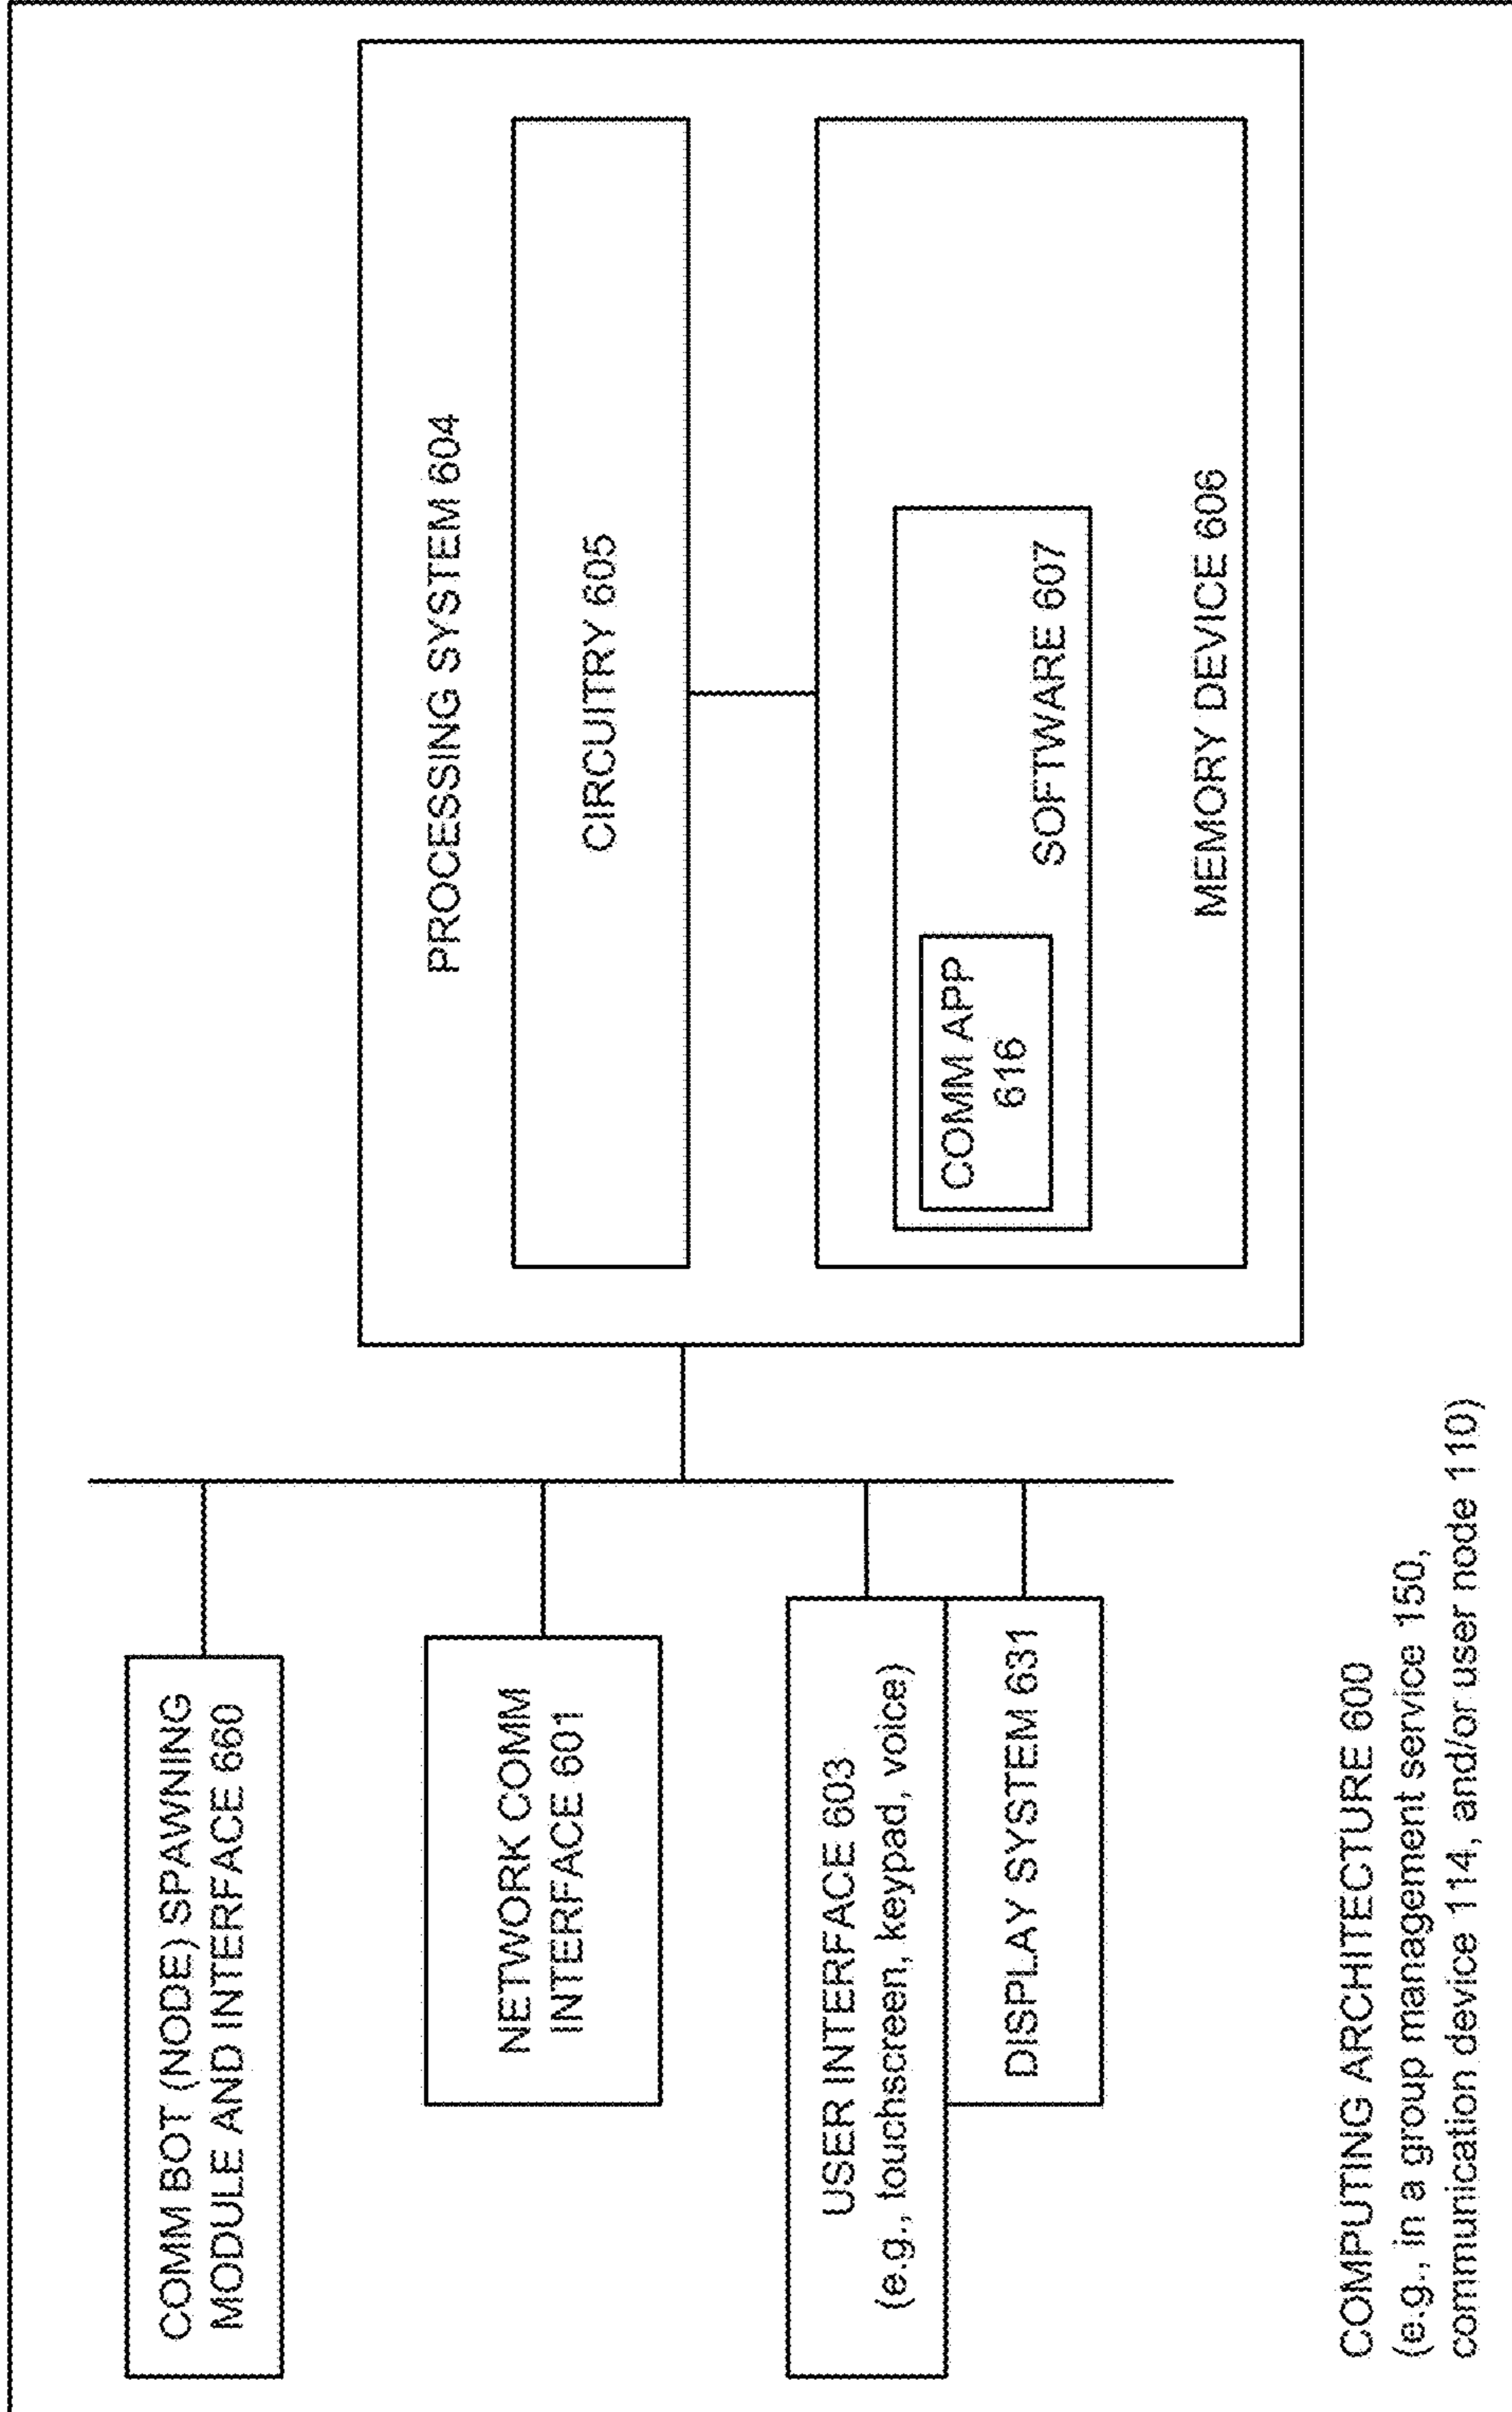 COMM BOT (NODE) SPAWNING
MODULE AND INTERFACE 660
NETWORK COMM
INTERFACE 601
USER INTERFACE 603
(e.g., touchscreen, keypad, voice)
DISPLAY SYSTEM 631
PROCESSING SYSTEM 604
CIRCUITRY 605
COMM APP
616
SOFTWARE 607
MEMORY DEVICE 606
COMPUTING ARCHITECTURE 600
(e.g., in a group management service 150,
communication device 114, and/or user node 110)